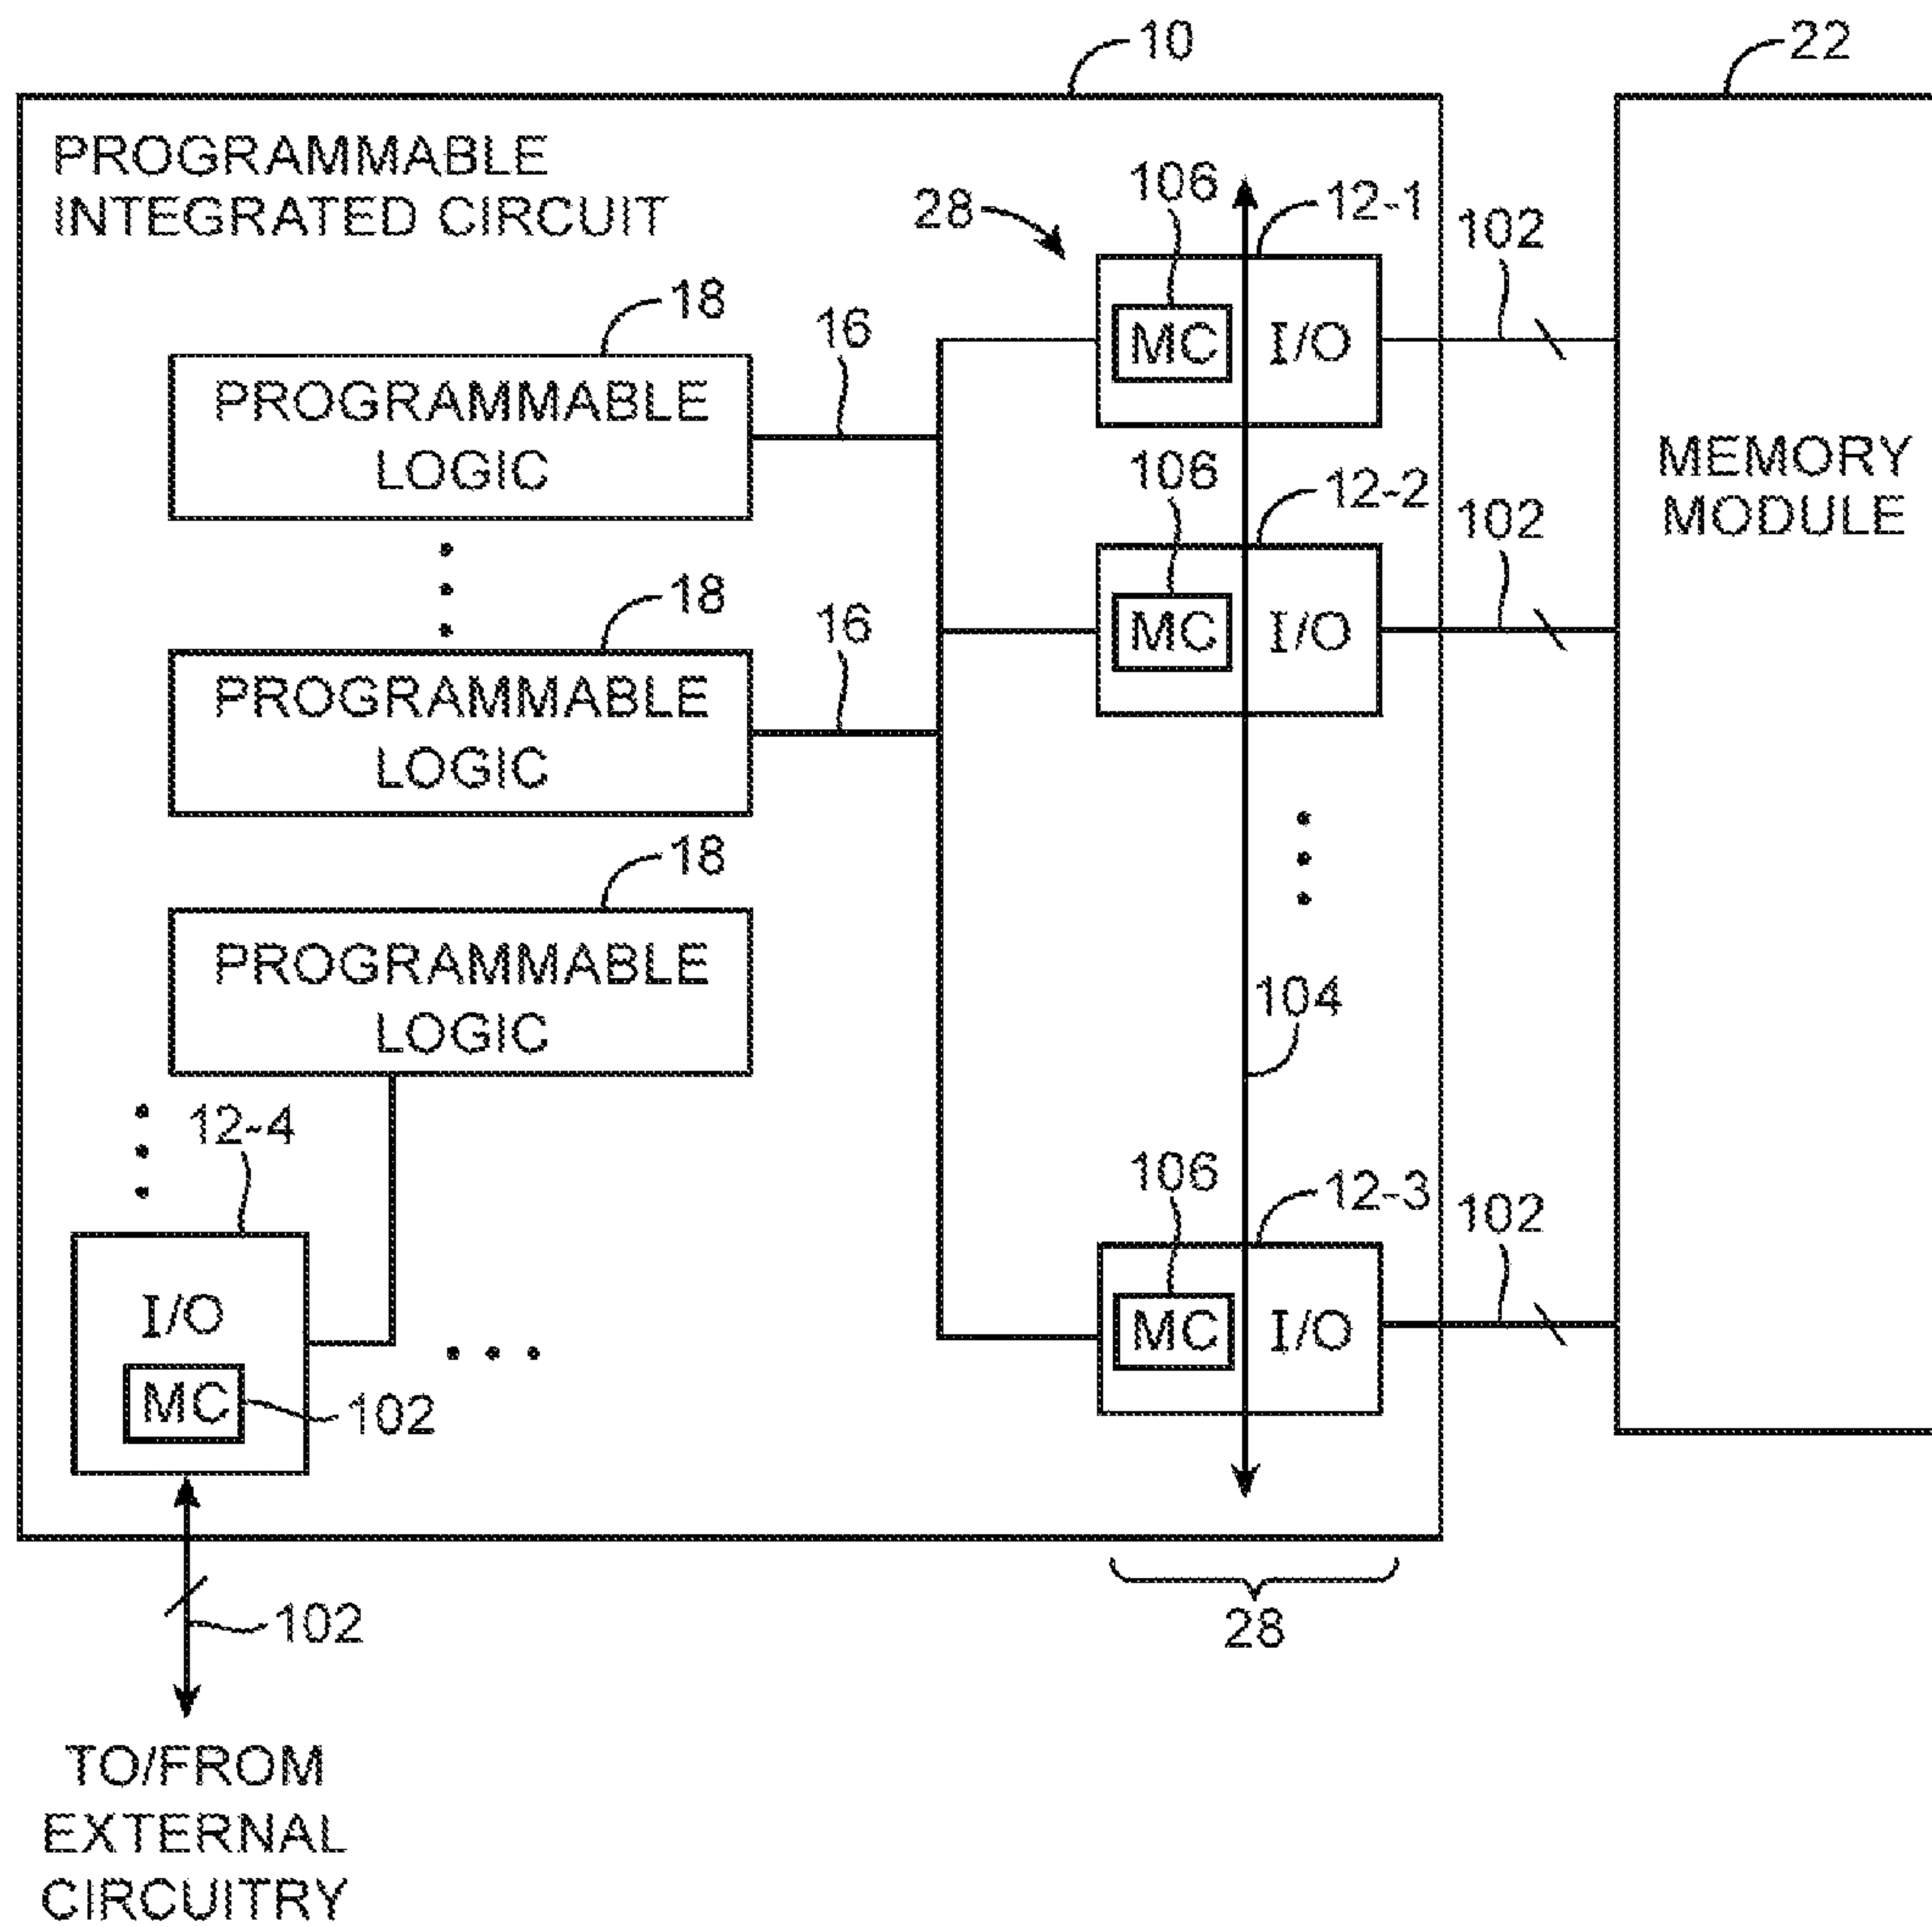 10
22
PROGRAMMABLE
INTEGRATED CIRCUIT
28
106
12-1
102
18
16
MC
I/O
PROGRAMMABLE
LOGIC
106
12-2
102
MEMORY
MODULE
18
16
MC
I/O
PROGRAMMABLE
LOGIC
18
PROGRAMMABLE
LOGIC
104
12-4
106
12-3
102
I/O
MC
I/O
MC
102
102
28
TO/FROM
EXTERNAL
CIRCUITRY